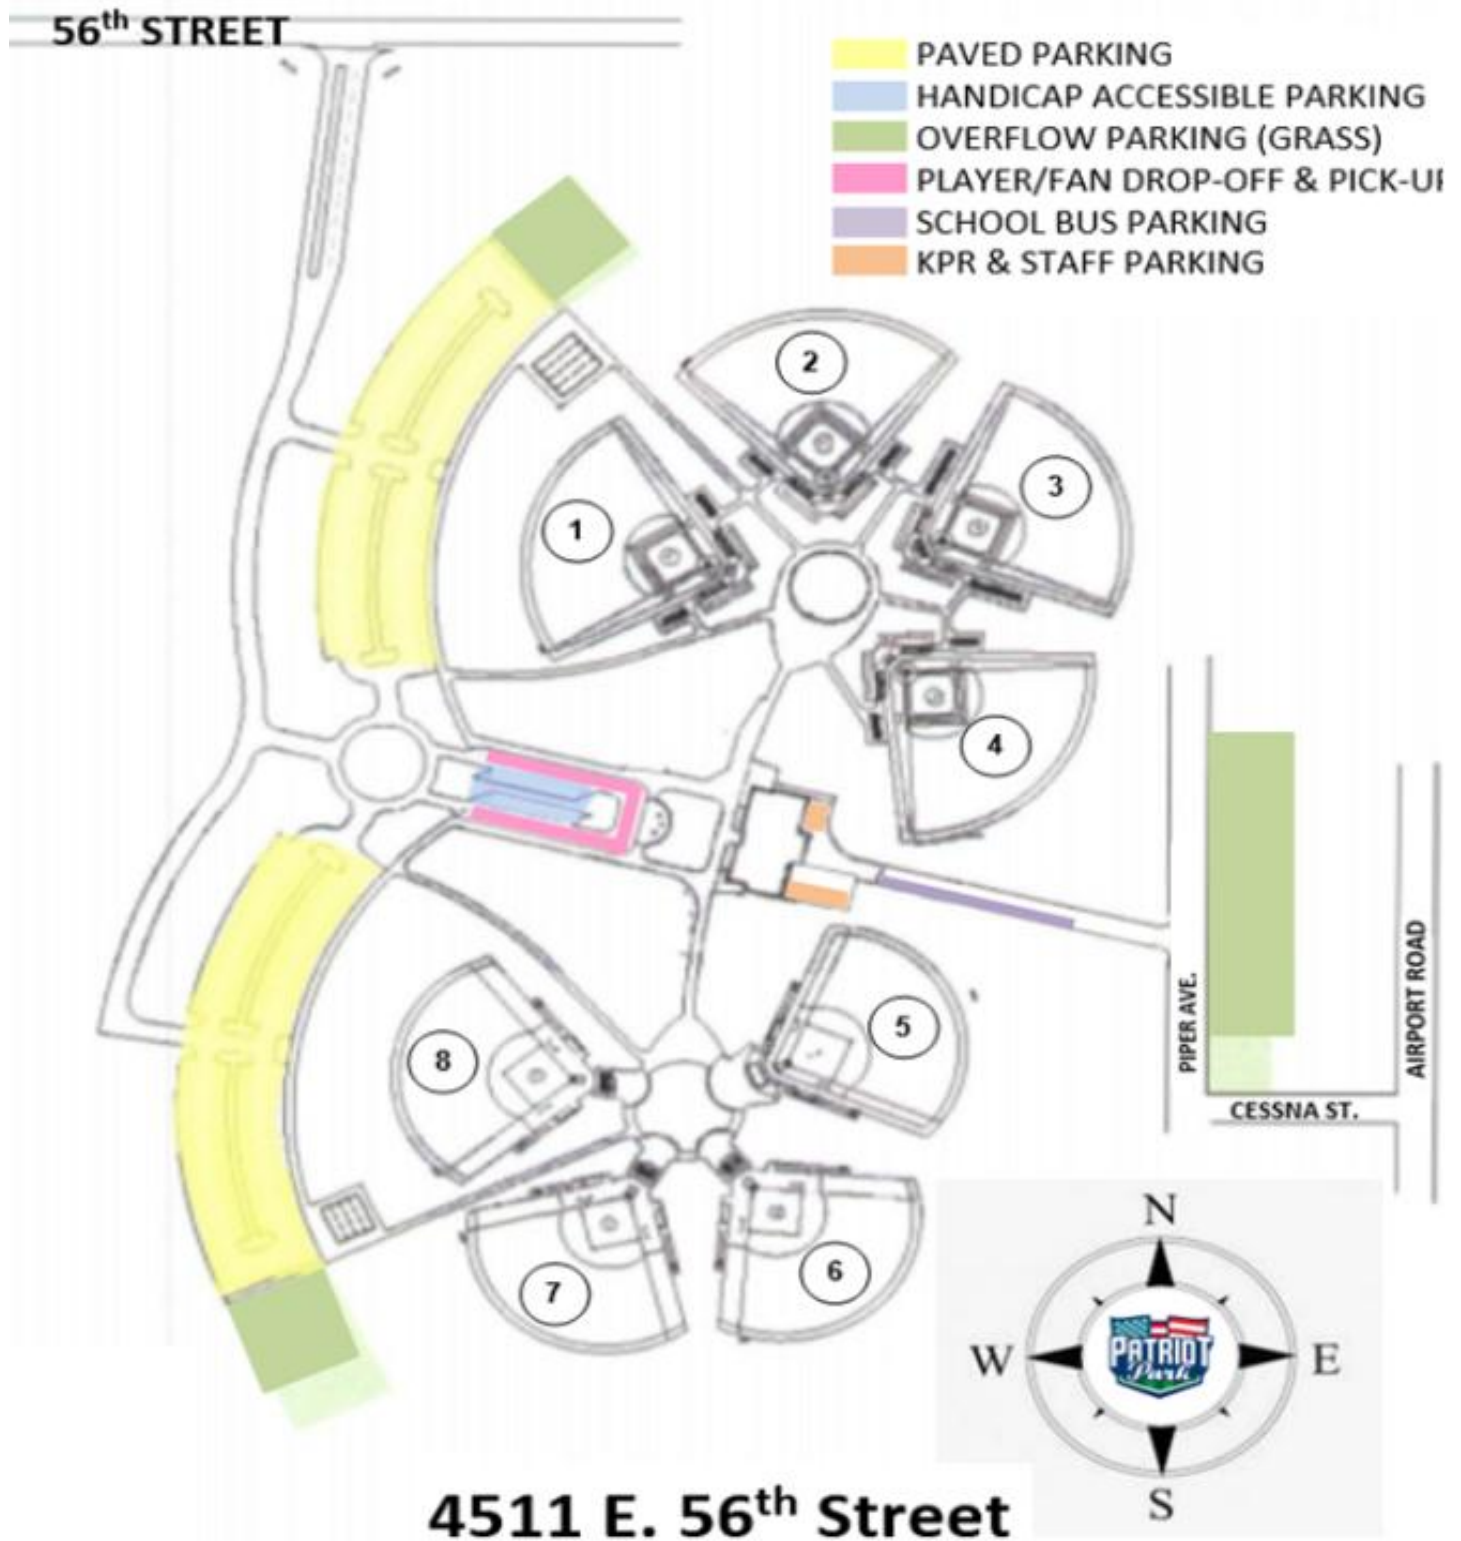 56th STREET
PAVED PARKING
HANDICAP ACCESSIBLE PARKING
OVERFLOW PARKING (GRASS)
PLAYER/FAN DROP-OFF & PICK-UP
SCHOOL BUS PARKING
KPR & STAFF PARKING
2
3
1
4
5
8
6
7
PIPER AVE.
AIRPORT ROAD
CESSNA ST.
N
W
PATRIOT
Park
E
S
4511 E. 56th Street